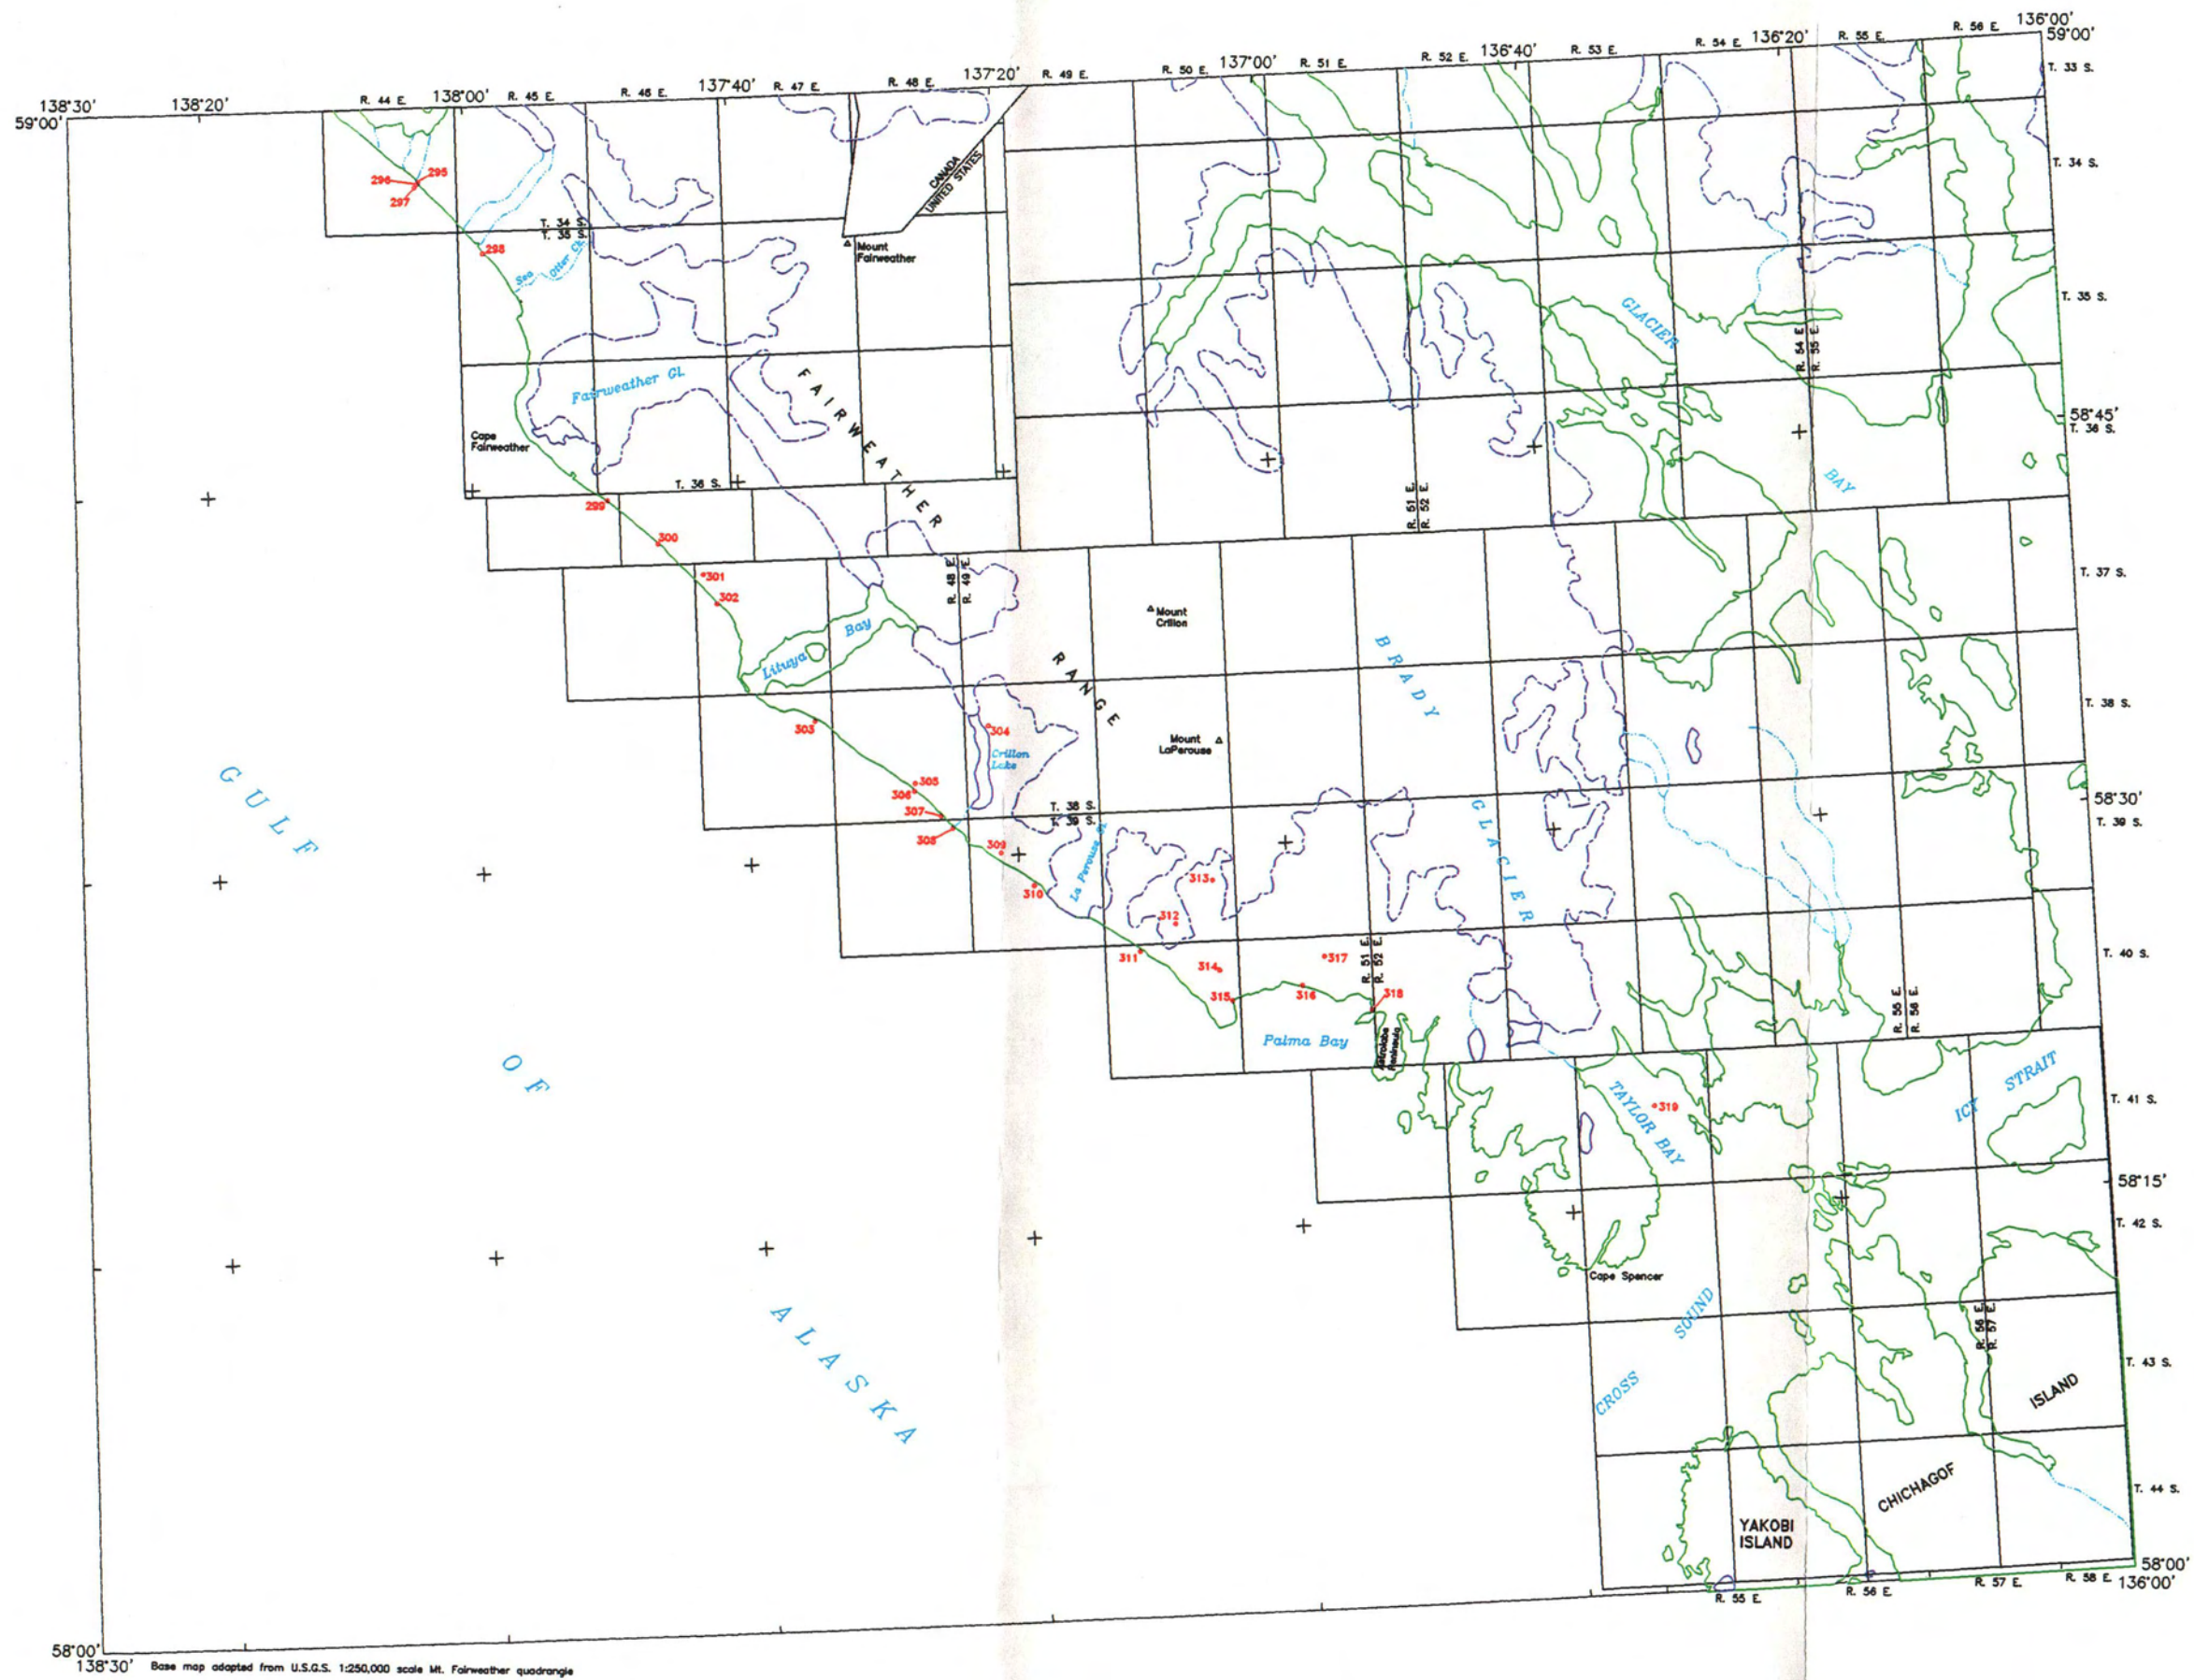 136°00'
R. 56 E.
R. 55 E.
136°20'
R. 54 E.
R. 53 E.
136°40'
R. 52 E.
R. 51 E.
137°00'
R. 50 E.
R. 49 E.
137°20'
R. 48 E.
R. 47 E.
137°40'
R. 46 E.
R. 45 E.
138°00'
R. 44 E.
138°20'
138°30'
59°00'
59°00'
T. 33 S.
T. 34 S.
T. 35 S.
58°45'
T. 36 S.
T. 37 S.
T. 38 S.
58°30'
T. 39 S.
T. 40 S.
T. 41 S.
58°15'
T. 42 S.
T. 43 S.
T. 44 S.
58°00'
136°00'
R. 58 E.
R. 57 E.
R. 56 E.
R. 55 E.
CANADA
UNITED STATES
295
296
297
298
T. 34 S.
T. 35 S.
Sea Otter Ck
Mount
Fairweather
GLACIER
BAY
R. 54 E.
R. 55 E.
Fairweather GL
FAIRWEATHER
RANGE
Cape
Fairweather
T. 36 S.
R. 51 E.
R. 52 E.
299
300
301
302
R. 48 E.
R. 49 E.
Lituya Bay
Mount
Crillon
BRADY
GLACIER
303
304
Crillon
Lake
Mount
LaPerouse
305
306
307
308
309
310
T. 38 S.
T. 39 S.
La Perouse GL
311
312
313
314
315
316
317
318
R. 51 E.
R. 52 E.
Palma Bay
Astrolabe
Peninsula
R. 55 E.
R. 56 E.
TAYLOR BAY
319
ICY STRAIT
Cape Spencer
CROSS SOUND
R. 56 E.
R. 57 E.
GULF
OF
ALASKA
YAKOBI
ISLAND
CHICHAGOF
ISLAND
58°00'
138°30'
Base map adapted from U.S.G.S. 1:250,000 scale Mt. Fairweather quadrangle